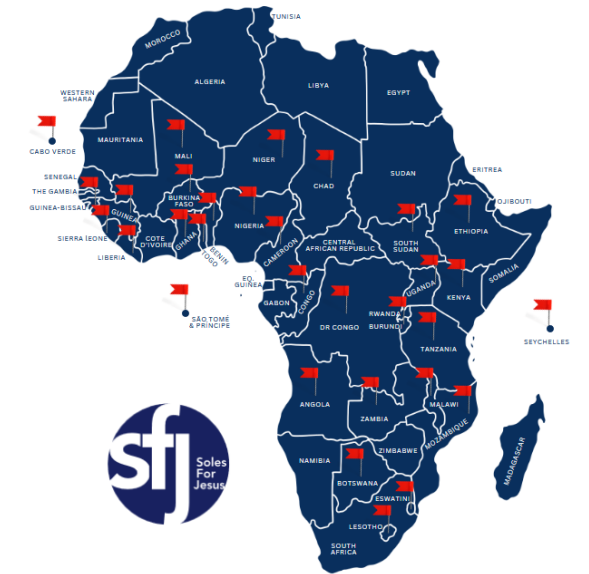 TUNISIA
MOROCCO
ALGERIA
LIBYA
EGYPT
WESTERN
SAHARA
MAURITANIA
MALI
NIGER
CHAD
SUDAN
ERITREA
CABO VERDE
SENEGAL
THE GAMBIA
GUINEA-BISSAU
GUINEA
SIERRA LEONE
LIBERIA
COTE
D'IVOIRE
BURKINA
FASO
GHANA
TOGO
BENIN
NIGERIA
CAMEROON
CENTRAL
AFRICAN REPUBLIC
SOUTH
SUDAN
ETHIOPIA
OJIBOUTI
SOMALIA
EQ.
GUINEA
GABON
CONGO
DR CONGO
UGANDA
KENYA
RWANDA
BURUNDI
TANZANIA
SÃO TOMÉ
& PRÍNCIPE
SEYCHELLES
ANGOLA
ZAMBIA
MALAWI
MOZAMBIQUE
ZIMBABWE
NAMIBIA
BOTSWANA
ESWATINI
LESOTHO
SOUTH
AFRICA
MADAGASCAR
sfj
Soles
For
Jesus